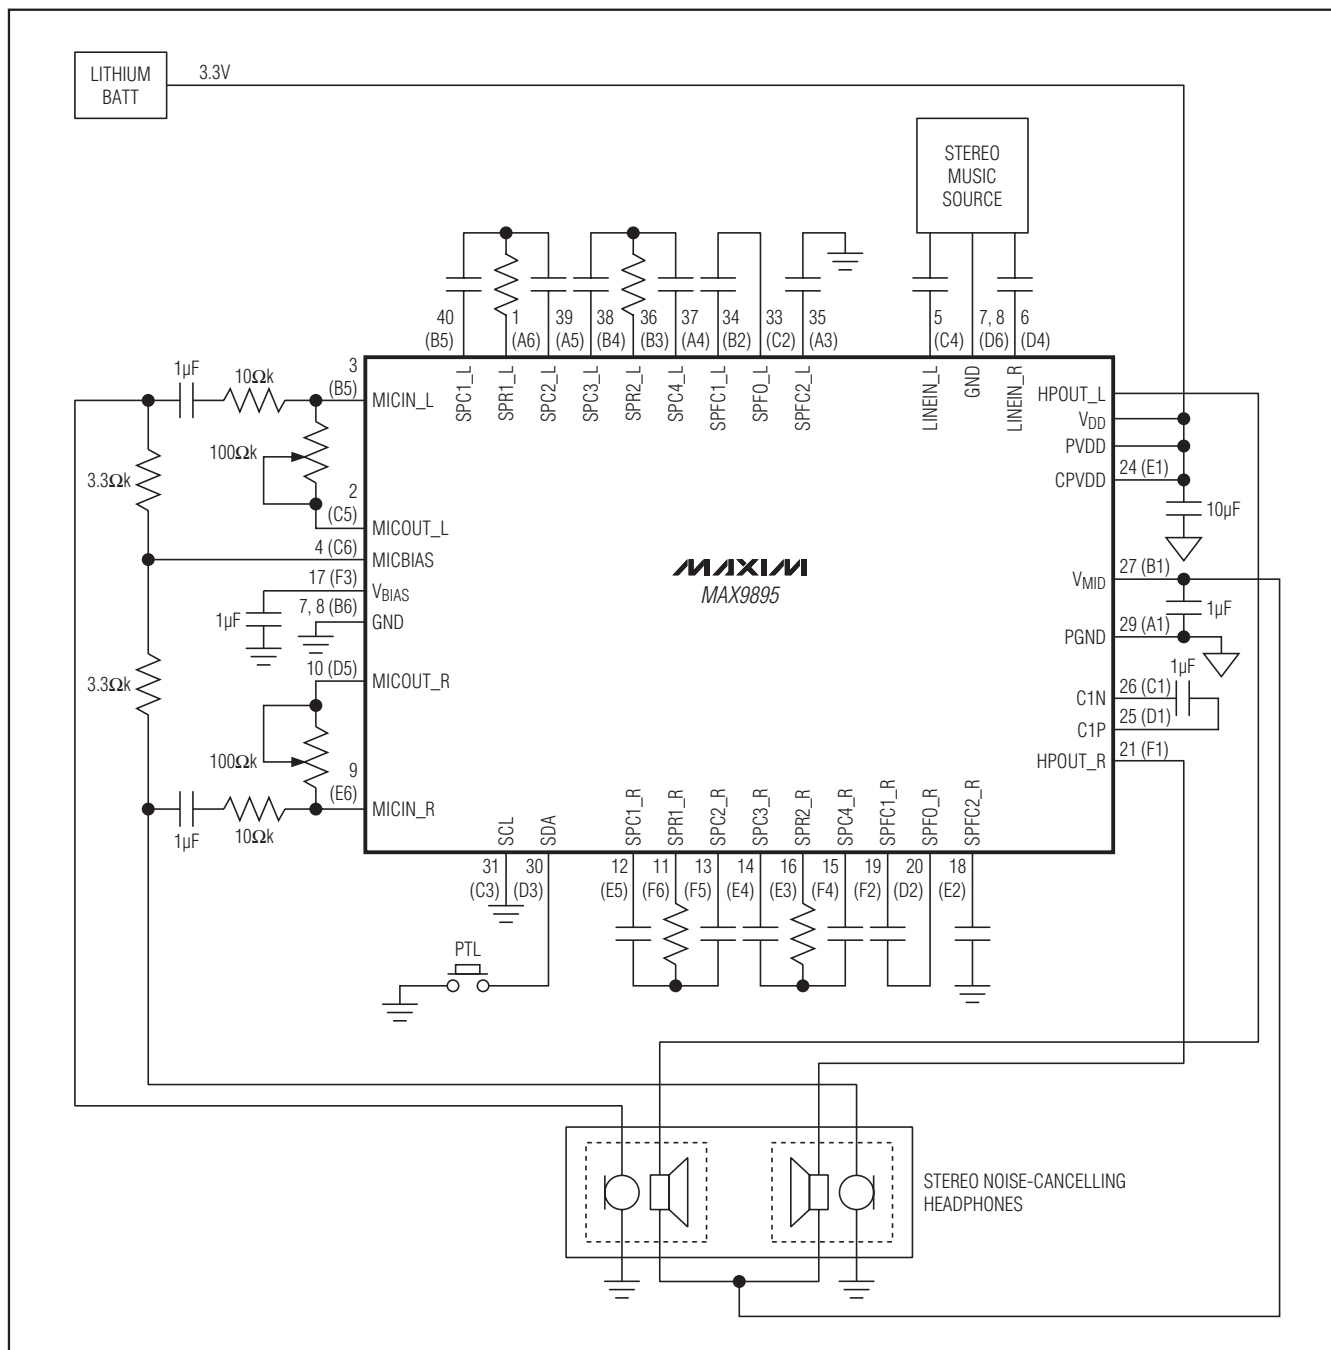 LITHIUM
BATT
3.3V
STEREO
MUSIC
SOURCE
40
(B5)
1
(A6)
39
(A5)
38
(B4)
36
(B3)
37
(A4)
34
(B2)
33
(C2)
35
(A3)
5
(C4)
7, 8
(D6)
6
(D4)
SPC1_L
SPR1_L
SPC2_L
SPC3_L
SPR2_L
SPC4_L
SPFC1_L
SPFO_L
SPFC2_L
LINEIN_L
GND
LINEIN_R
1µF
10Ωk
3
(B5)
MICIN_L
100Ωk
3.3Ωk
2
(C5)
MICOUT_L
4 (C6)
MICBIAS
17 (F3)
VBIAS
1µF
7, 8 (B6)
GND
10 (D5)
MICOUT_R
3.3Ωk
100Ωk
9
(E6)
MICIN_R
1µF
10Ωk
MAXIM
MAX9895
HPOUT_L
VDD
PVDD
CPVDD
24 (E1)
10µF
VMID
27 (B1)
1µF
PGND
29 (A1)
1µF
C1N
26 (C1)
C1P
25 (D1)
HPOUT_R
21 (F1)
SCL
SDA
SPC1_R
SPR1_R
SPC2_R
SPC3_R
SPR2_R
SPC4_R
SPFC1_R
SPFO_R
SPFC2_R
31
(C3)
30
(D3)
12
(E5)
11
(F6)
13
(F5)
14
(E4)
16
(E3)
15
(F4)
19
(F2)
20
(D2)
18
(E2)
PTL
STEREO NOISE-CANCELLING
HEADPHONES